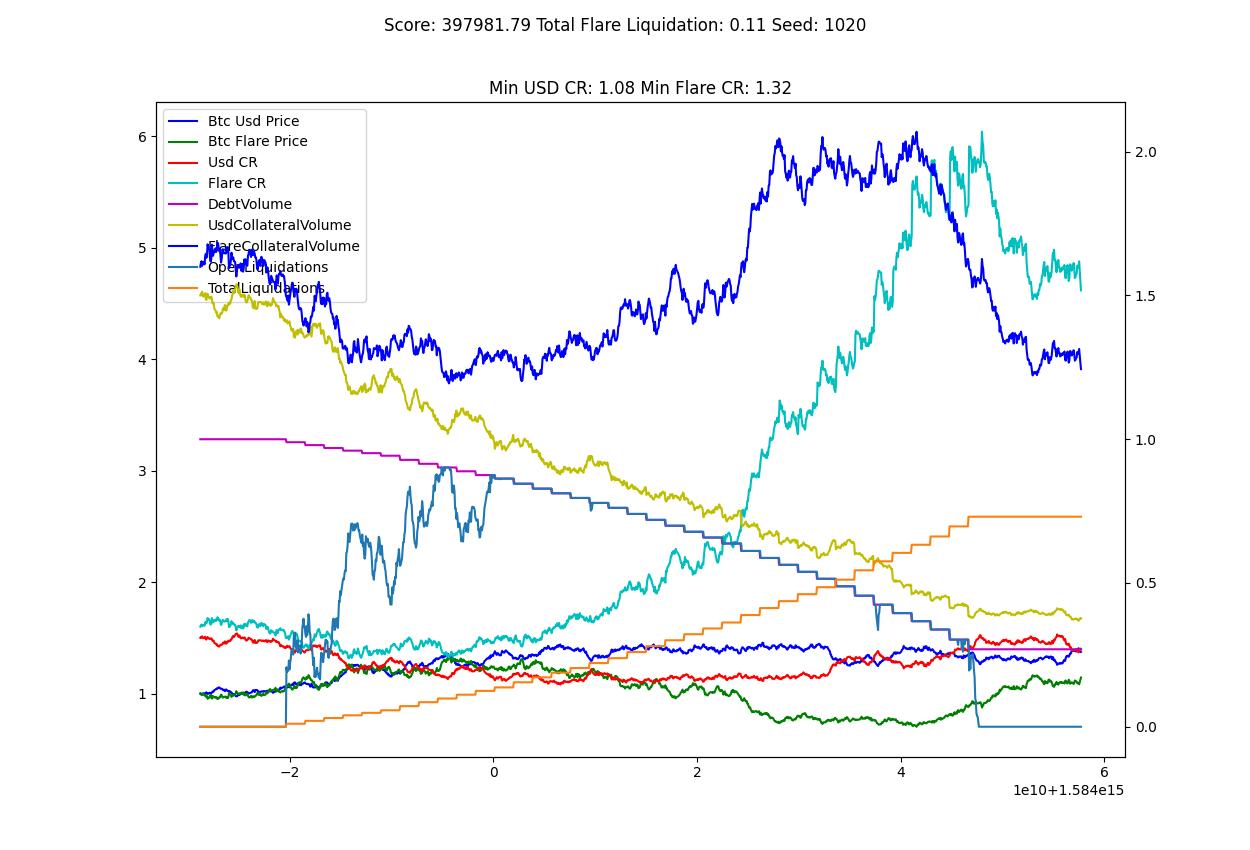 Score: 397981.79 Total Flare Liquidation: 0.11 Seed: 1020
Min USD CR: 1.08 Min Flare CR: 1.32
Btc Usd Price
Btc Flare Price
Usd CR
Flare CR
DebtVolume
UsdCollateralVolume
FlareCollateralVolume
OpenLiquidations
TotalLiquidations
6
5
4
3
2
1
2.0
1.5
1.0
0.5
0.0
−2
0
2
4
6
1e10+1.584e15